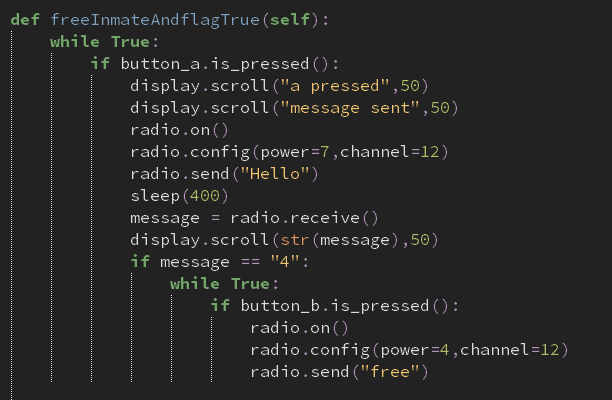 def freeInmateAndflagTrue(self):
    while True:
        if button_a.is_pressed():
            display.scroll("a pressed",50)
            display.scroll("message sent",50)
            radio.on()
            radio.config(power=7,channel=12)
            radio.send("Hello")
            sleep(400)
            message = radio.receive()
            display.scroll(str(message),50)
            if message == "4":
                while True:
                    if button_b.is_pressed():
                        radio.on()
                        radio.config(power=4,channel=12)
                        radio.send("free")